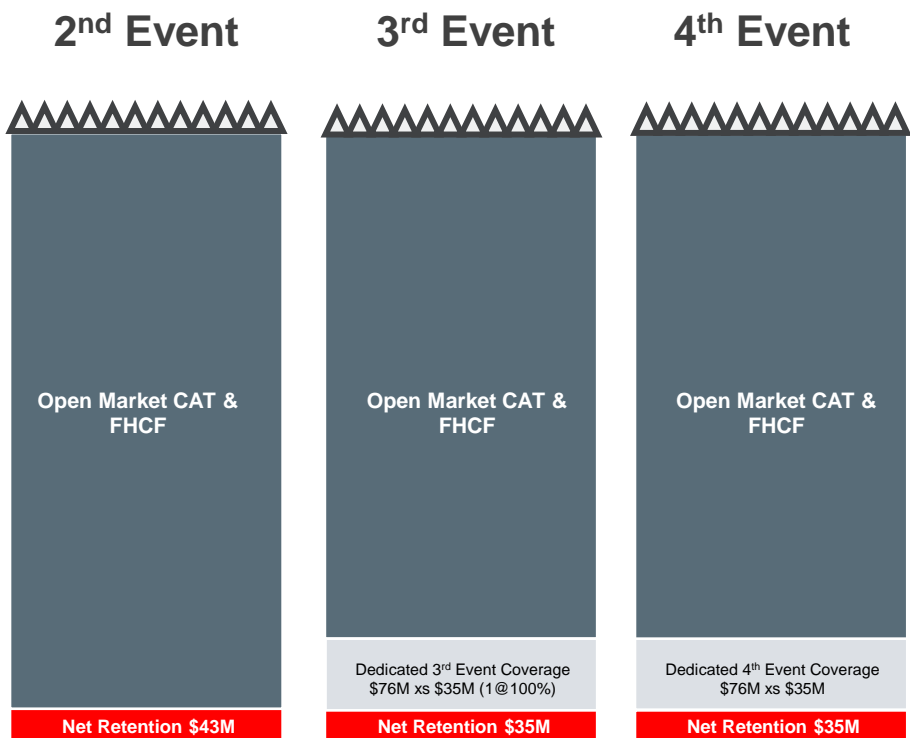 2nd Event
3rd Event
4th Event
Open Market CAT &
FHCF
Open Market CAT &
FHCF
Open Market CAT &
FHCF
Dedicated 3rd Event Coverage
$76M xs $35M (1@100%)
Dedicated 4th Event Coverage
$76M xs $35M
Net Retention $43M
Net Retention $35M
Net Retention $35M